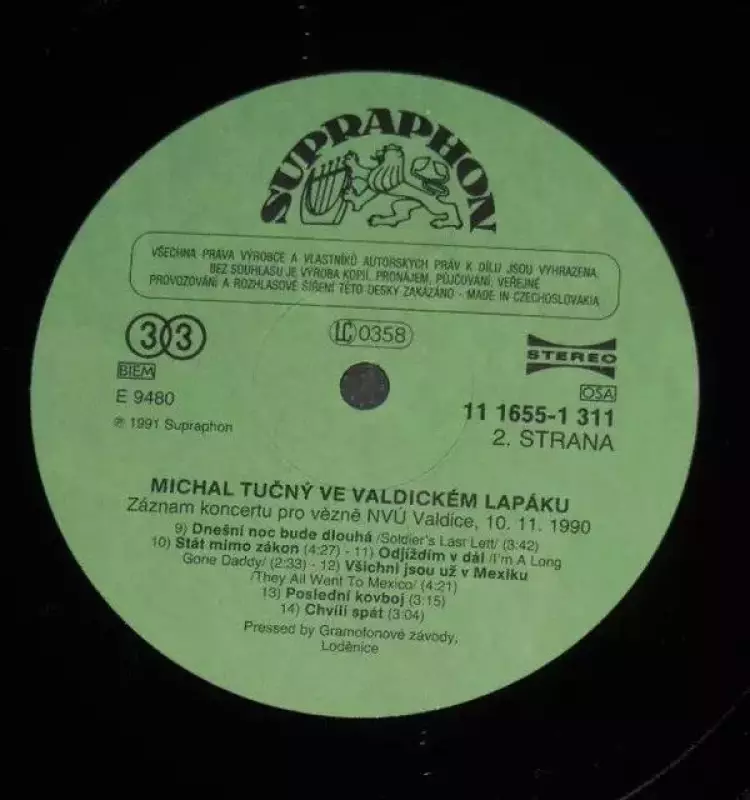 SUPRAPHON
VŠECHNA PRÁVA VÝROBCE A VLASTNÍKŮ AUTORSKÝCH PRÁV K DÍLU JSOU VYHRAZENA.
BEZ SOUHLASU JE VÝROBA KOPIÍ, PRONÁJEM, PŮJČOVÁNÍ, VEŘEJNÉ
PROVOZOVÁNÍ A ROZHLASOVÉ ŠÍŘENÍ TÉTO DESKY ZAKÁZÁNO - MADE IN CZECHOSLOVAKIA
33
LC 0358
STEREO
BIEM
OSA
E 9480
11 1655-1 311
℗ 1991 Supraphon
2. STRANA
MICHAL TUČNÝ VE VALDICKÉM LAPÁKU
Záznam koncertu pro vězně NVÚ Valdice, 10. 11. 1990
9) Dnešní noc bude dlouhá /Soldier's Last Lett/ (3:42)
10) Stát mimo zákon (4:27) - 11) Odjíždím v dál /I'm A Long
Gone Daddy/ (2:33) - 12) Všichni jsou už v Mexiku
/They All Went To Mexico/ (4:21)
13) Poslední kovboj (3:15)
14) Chvíli spát (3:04)
Pressed by Gramofonové závody,
Loděnice